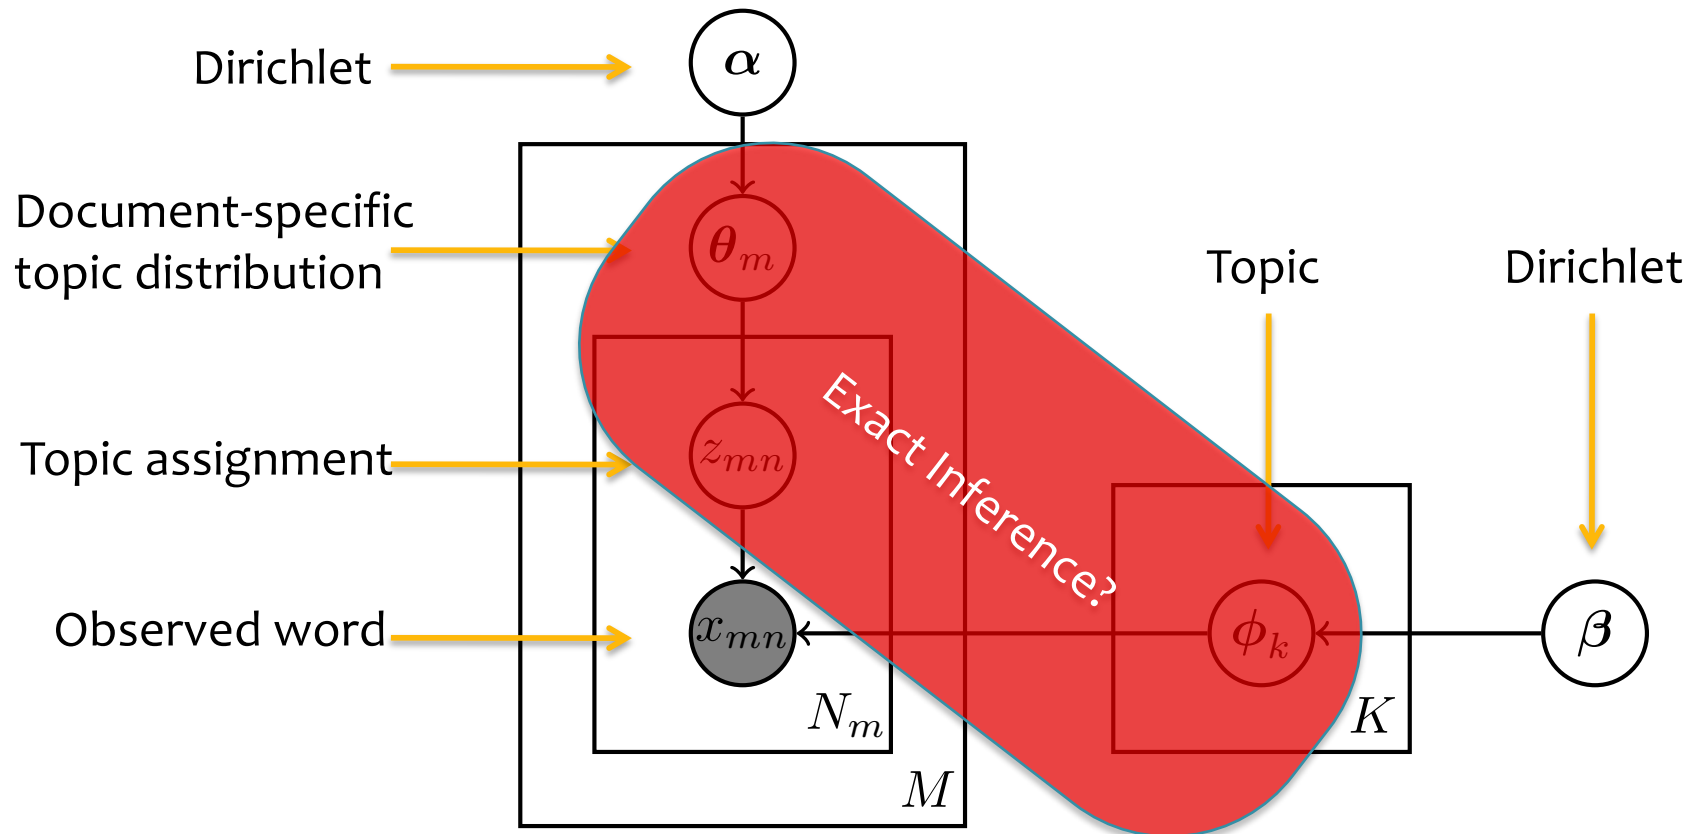 Dirichlet
α
Document-specific
topic distribution
θm
Topic
Dirichlet
Exact Inference?
Topic assignment
zmn
Observed word
xmn
ϕk
β
Nm
K
M